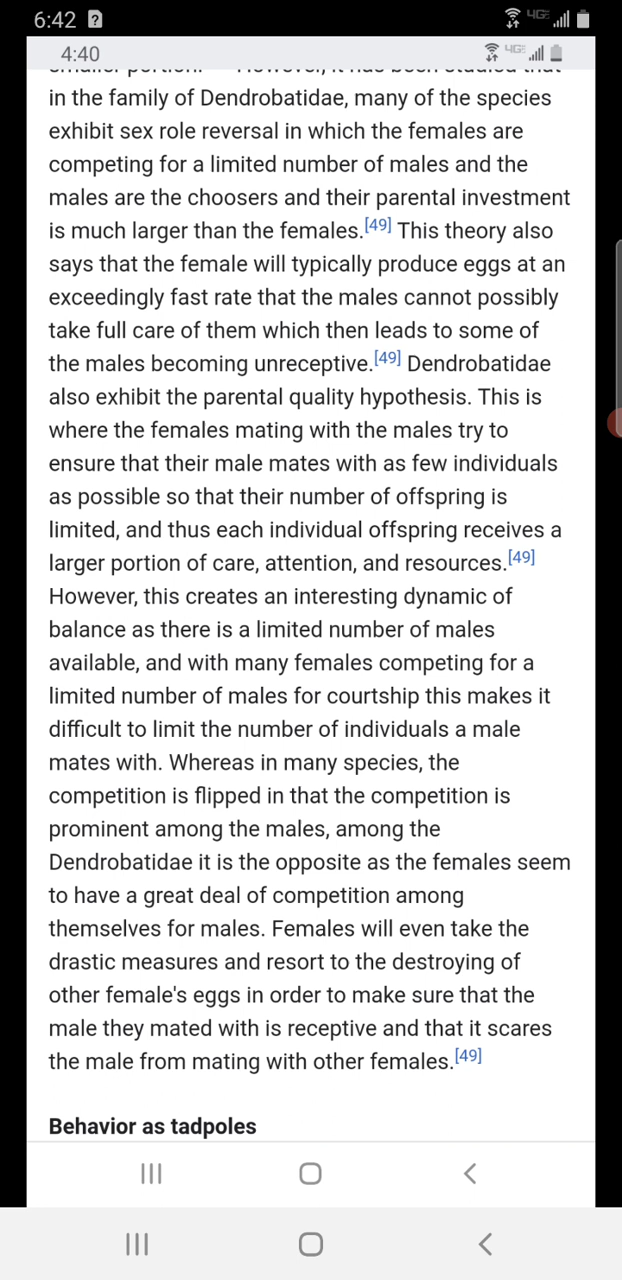 6:42
4GE
4:40
4GE
smaller portion. However, it has been studied that
in the family of Dendrobatidae, many of the species
exhibit sex role reversal in which the females are
competing for a limited number of males and the
males are the choosers and their parental investment
is much larger than the females.[49] This theory also
says that the female will typically produce eggs at an
exceedingly fast rate that the males cannot possibly
take full care of them which then leads to some of
the males becoming unreceptive.[49] Dendrobatidae
also exhibit the parental quality hypothesis. This is
where the females mating with the males try to
ensure that their male mates with as few individuals
as possible so that their number of offspring is
limited, and thus each individual offspring receives a
larger portion of care, attention, and resources.[49]
However, this creates an interesting dynamic of
balance as there is a limited number of males
available, and with many females competing for a
limited number of males for courtship this makes it
difficult to limit the number of individuals a male
mates with. Whereas in many species, the
competition is flipped in that the competition is
prominent among the males, among the
Dendrobatidae it is the opposite as the females seem
to have a great deal of competition among
themselves for males. Females will even take the
drastic measures and resort to the destroying of
other female's eggs in order to make sure that the
male they mated with is receptive and that it scares
the male from mating with other females.[49]
Behavior as tadpoles